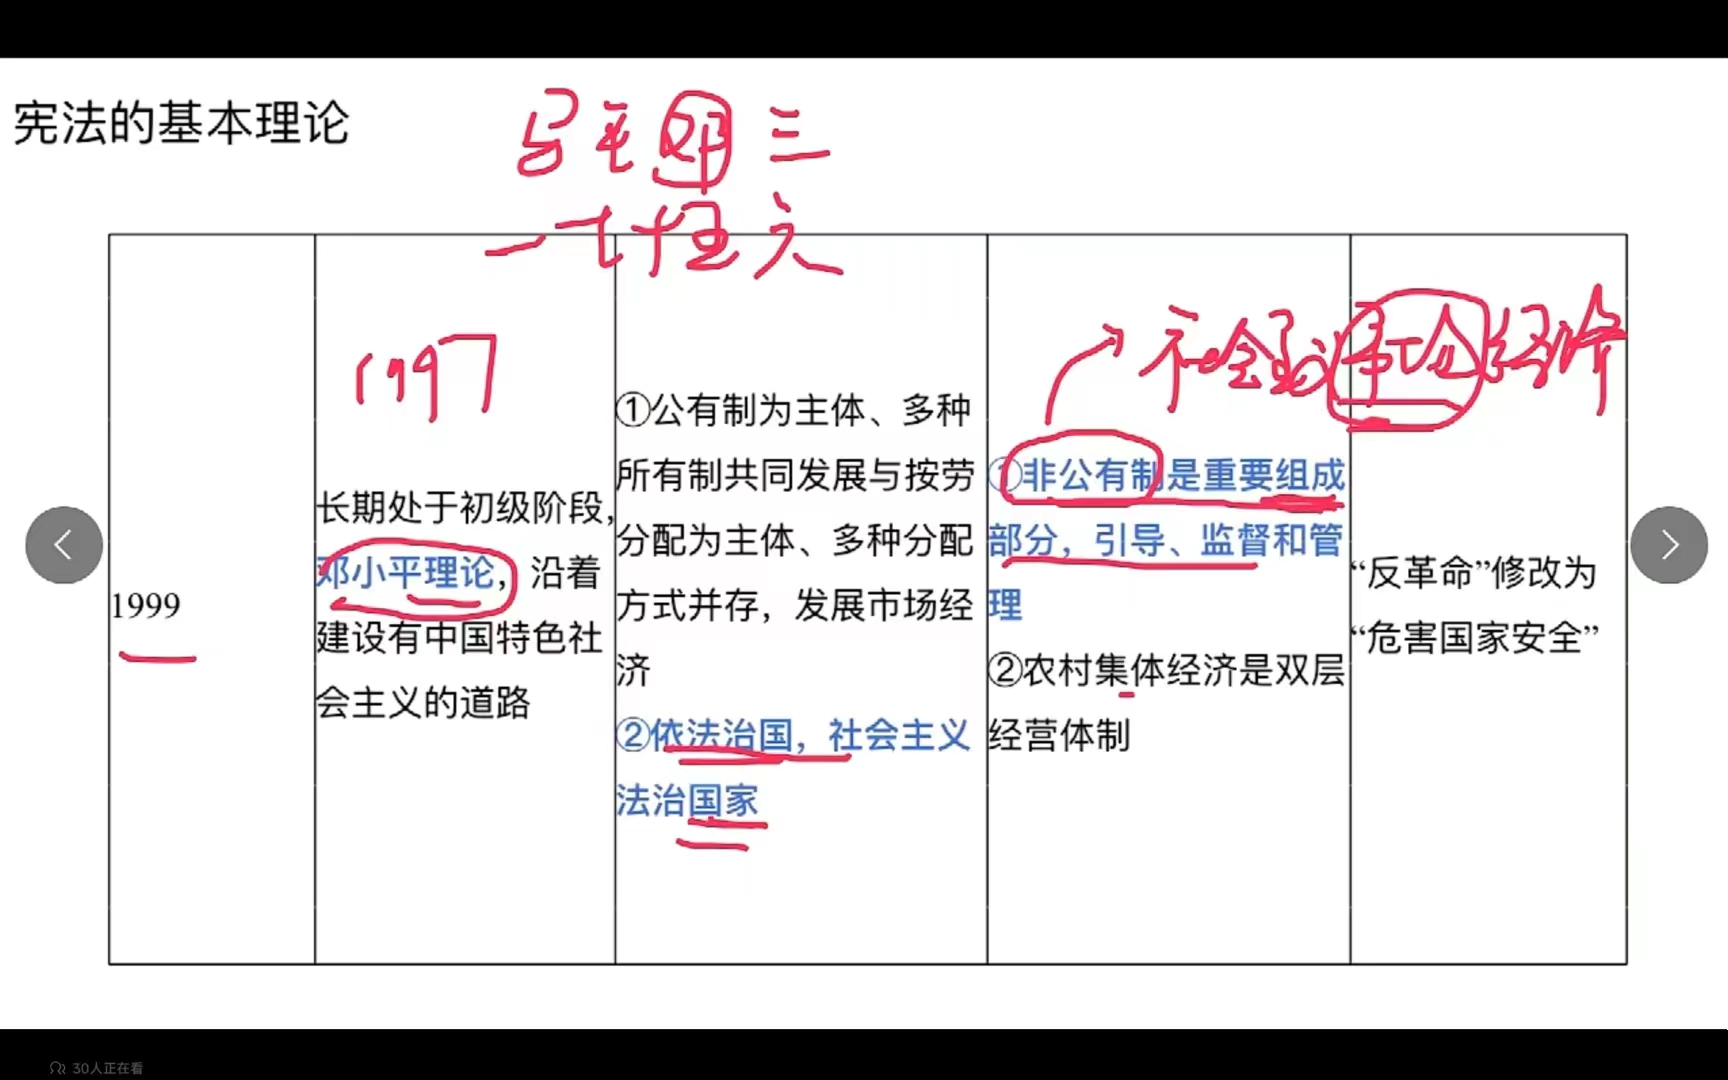 宪法的基本理论
马毛邓三
1997
1999
长期处于初级阶段，
邓小平理论，沿着
建设有中国特色社
会主义的道路
①公有制为主体、多种
所有制共同发展与按劳
分配为主体、多种分配
方式并存，发展市场经
济
②依法治国，社会主义
法治国家
①非公有制是重要组成
部分，引导、监督和管
理
②农村集体经济是双层
经营体制
“反革命”修改为
“危害国家安全”
30人正在看